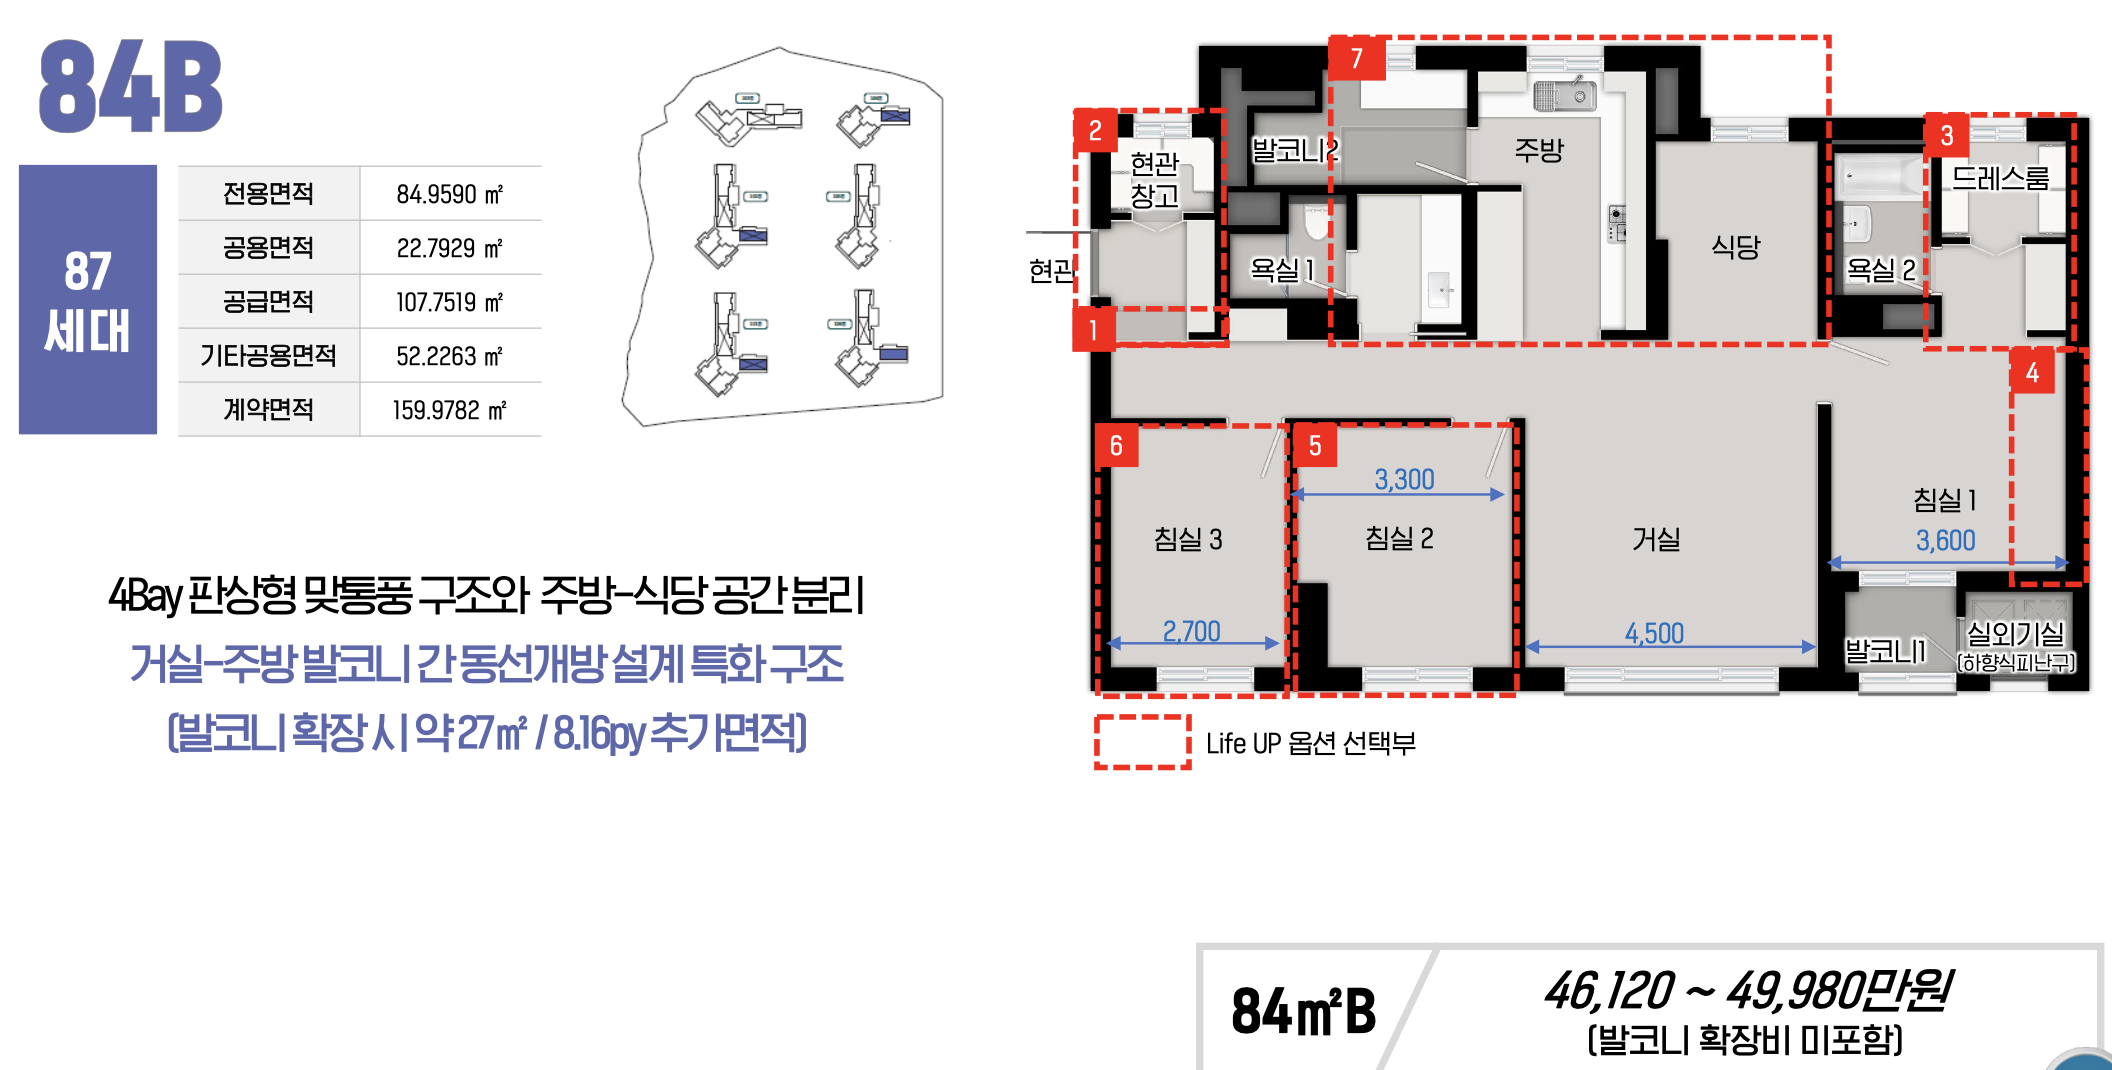 84B
87
세대
전용면적 84.9590 ㎡
공용면적 22.7929 ㎡
공급면적 107.7519 ㎡
기타공용면적 52.2263 ㎡
계약면적 159.9782 ㎡
4Bay 판상형 맞통풍 구조와 주방-식당 공간 분리
거실-주방 발코니 간 동선개방 설계 특화 구조
(발코니 확장 시 약 27㎡ / 8.16py 추가면적)
7
2
3
현관
창고
발코니2
주방
드레스룸
식당
현관
욕실 1
욕실 2
1
4
6
5
3,300
침실 3
침실 2
거실
침실 1
3,600
2,700
4,500
발코니1
실외기실
(하향식피난구)
Life UP 옵션 선택부
84㎡B
46,120 ~ 49,980만원
(발코니 확장비 미포함)